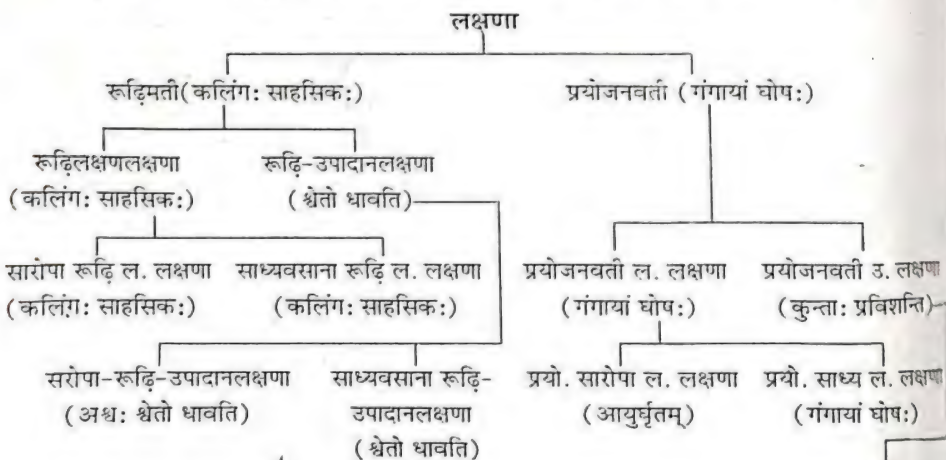 लक्षणा
रूढ़िमती(कलिंग: साहसिक:) प्रयोजनवती (गंगायां घोष:)
रूढ़िलक्षणलक्षणा रूढ़ि-उपादानलक्षणा
(कलिंग: साहसिक:) (श्वेतो धावति)
सारोपा रूढ़ि ल. लक्षणा साध्यवसाना रूढ़ि ल. लक्षणा प्रयोजनवती ल. लक्षणा प्रयोजनवती उ. लक्षणा
(कलिंग: साहसिक:) (कलिंग: साहसिक:) (गंगायां घोष:) (कुन्ता: प्रविशन्ति)
सरोपा-रूढ़ि-उपादानलक्षणा साध्यवसाना रूढ़ि- प्रयो. सारोपा ल. लक्षणा प्रयो. साध्य ल. लक्षणा
(अश्व: श्वेतो धावति) उपादानलक्षणा (आयुर्घृतम्) (गंगायां घोष:)
(श्वेतो धावति)